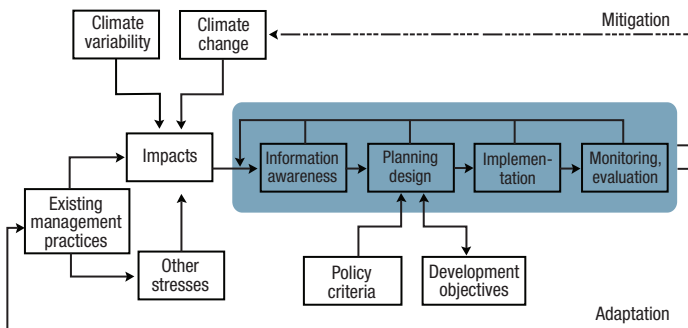 Climate
variability
Climate
change
Mitigation
Impacts
Information
awareness
Planning
design
Implemen-
tation
Monitoring,
evaluation
Existing
management
practices
Other
stresses
Policy
criteria
Development
objectives
Adaptation